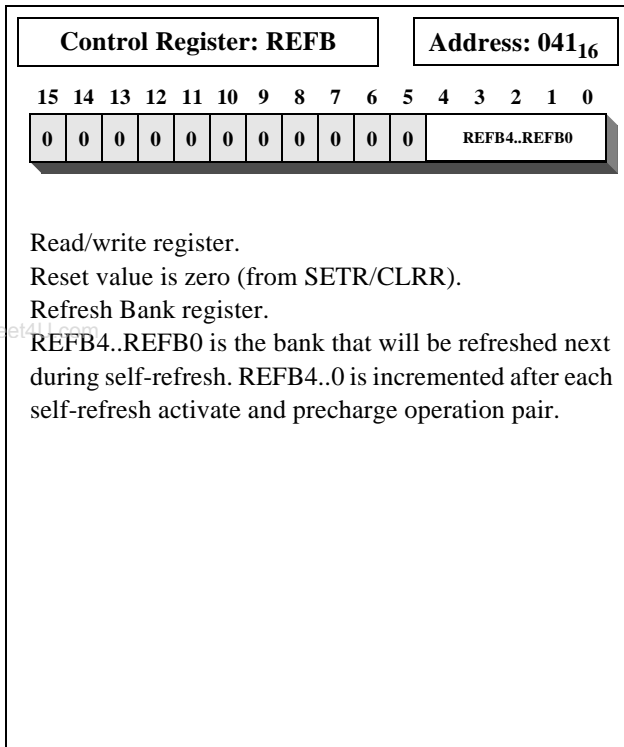 Control Register: REFB
Address: 041₁₆
15 14 13 12 11 10 9 8 7 6 5 4 3 2 1 0
0 0 0 0 0 0 0 0 0 0 0 REFB4..REFB0
Read/write register.
Reset value is zero (from SETR/CLRR).
Refresh Bank register.
et4U.com
REFB4..REFB0 is the bank that will be refreshed next
during self-refresh. REFB4..0 is incremented after each
self-refresh activate and precharge operation pair.